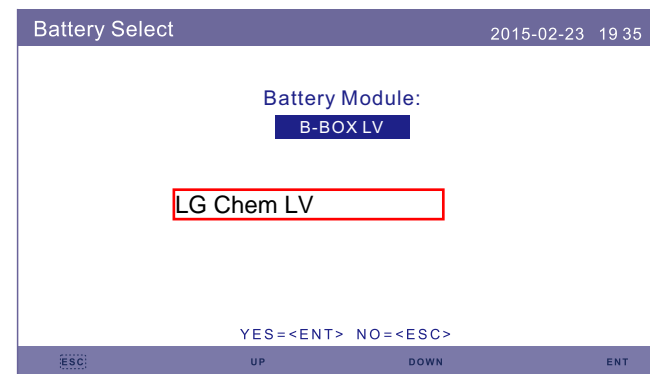 Battery Select 2015-02-23 19 35
Battery Module:
B-BOX LV
LG Chem LV
YES=<ENT> NO=<ESC>
ESC UP DOWN ENT